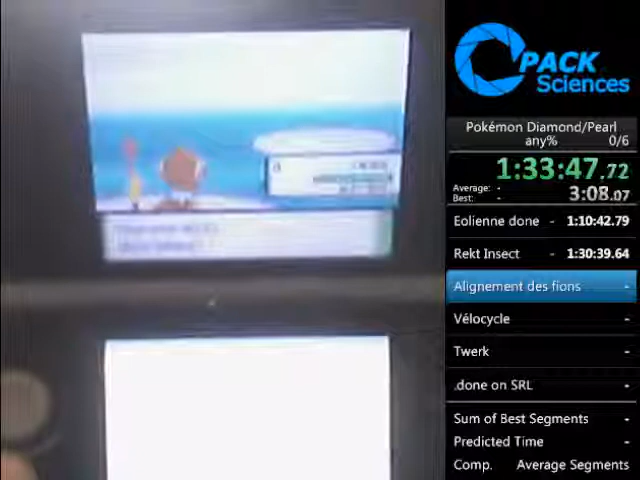 PACK
Sciences
Pokémon Diamond/Pearl
any% 0/6
1:33:47.72
Average: -
Best: - 3:08.07
Eolienne done - 1:10:42.79
Rekt Insect - 1:30:39.64
Alignement des fions -
Vélocycle -
Twerk -
.done on SRL -
Sum of Best Segments -
Predicted Time -
Comp. Average Segments